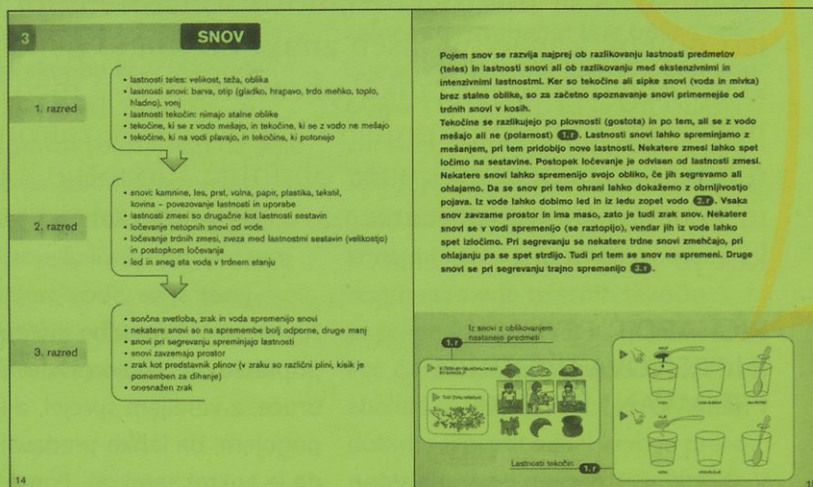 3
SNOV
1. razred
• lastnosti teles: velikost, teža, oblika
• lastnosti snovi: barva, otip (gladko, hrapavo, trdo mehko, toplo,
hladno), vonj
• lastnosti tekočin: nimajo stalne oblike
• tekočine, ki se z vodo mešajo, in tekočine, ki se z vodo ne mešajo
• tekočine, ki na vodi plavajo, in tekočine, ki potonejo
2. razred
• snovi: kamnine, les, prst, volna, papir, plastika, tekstil,
kovina – povezovanje lastnosti in uporabe
• lastnosti zmesi so drugačne kot lastnosti sestavin
• ločevanje netopnih snovi od vode
• ločevanje trdnih zmesi, zveza med lastnostmi sestavin (velikostjo)
in postopkom ločevanja
• led in sneg sta voda v trdnem stanju
3. razred
• sončna svetloba, zrak in voda spremenijo snovi
• nekatere snovi so na spremembe bolj odporne, druge manj
• snovi pri segrevanju spreminjajo lastnosti
• snovi zavzemajo prostor
• zrak kot predstavnik plinov (v zraku so različni plini, kisik je
pomemben za dihanje)
• onesnažen zrak
14
Pojem snov se razvija najprej ob razlikovanju lastnosti predmetov
(teles) in lastnosti snovi ali ob razlikovanju med ekstenzivnimi in
intenzivnimi lastnostmi. Ker so tekočine ali sipke snovi (voda in mivka)
brez stalne oblike, so za začetno spoznavanje snovi primernejše od
trdnih snovi v kosih.
Tekočine se razlikujejo po plovnosti (gostota) in po tem, ali se z vodo
mešajo ali ne (polarnost) 1.r. Lastnosti snovi lahko spreminjamo z
mešanjem, pri tem pridobijo nove lastnosti. Nekatere zmesi lahko spet
ločimo na sestavine. Postopek ločevanje je odvisen od lastnosti zmesi.
Nekatere snovi lahko spremenijo svojo obliko, če jih segrevamo ali
ohlajamo. Da se snov pri tem ohrani lahko dokažemo z obrnljivostjo
pojava. Iz vode lahko dobimo led in iz ledu zopet vodo 2.r. Vsaka
snov zavzame prostor in ima maso, zato je tudi zrak snov. Nekatere
snovi se v vodi spremenijo (se raztopijo), vendar jih iz vode lahko
spet izločimo. Pri segrevanju se nekatere trdne snovi zmehčajo, pri
ohlajanju pa se spet strdijo. Tudi pri tem se snov ne spremeni. Druge
snovi se pri segrevanju trajno spremenijo 3.r.
Iz snovi z oblikovanjem
nastanejo predmeti
1.r
Lastnosti tekočin 1.r